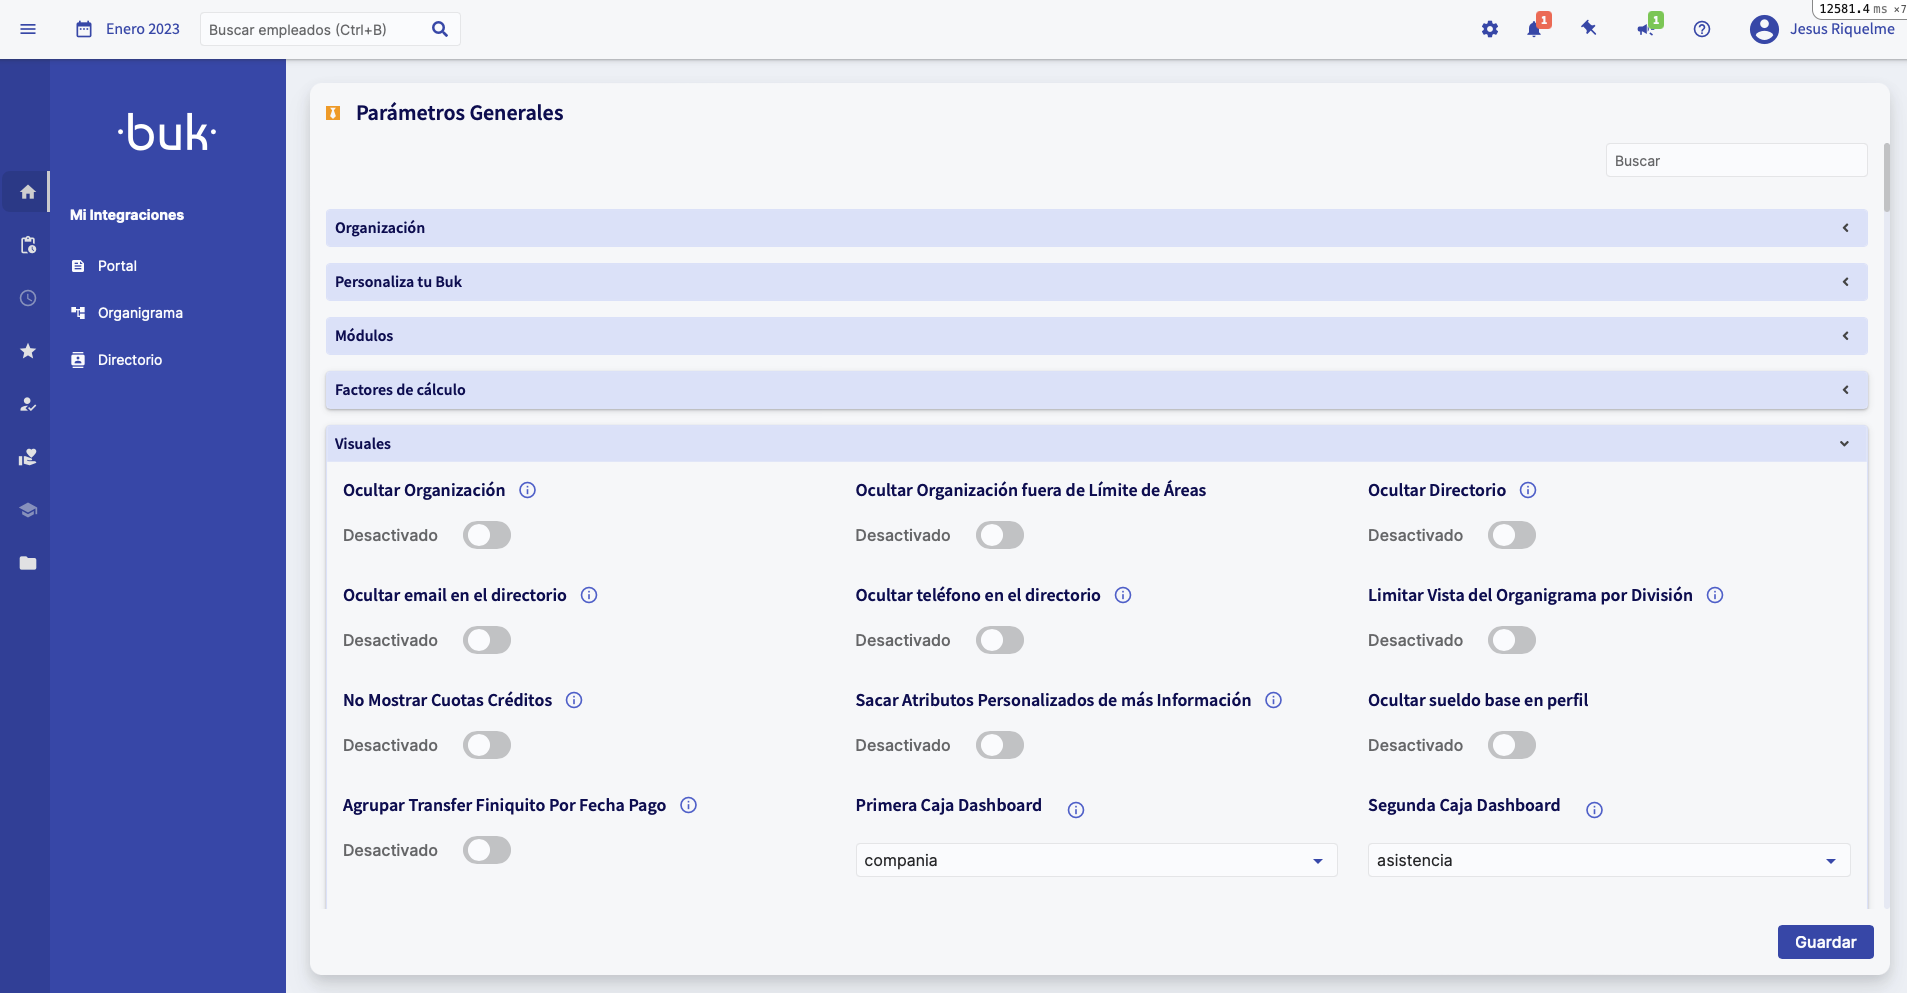 Enero 2023
Buscar empleados (Ctrl+B)
1
1
12581.4 ms ×7
Jesus Riquelme
·buk·
Mi Integraciones
Portal
Organigrama
Directorio
Parámetros Generales
Buscar
Organización
Personaliza tu Buk
Módulos
Factores de cálculo
Visuales
Ocultar Organización
Ocultar Organización fuera de Límite de Áreas
Ocultar Directorio
Desactivado
Desactivado
Desactivado
Ocultar email en el directorio
Ocultar teléfono en el directorio
Limitar Vista del Organigrama por División
Desactivado
Desactivado
Desactivado
No Mostrar Cuotas Créditos
Sacar Atributos Personalizados de más Información
Ocultar sueldo base en perfil
Desactivado
Desactivado
Desactivado
Agrupar Transfer Finiquito Por Fecha Pago
Primera Caja Dashboard
Segunda Caja Dashboard
Desactivado
compania
asistencia
Guardar